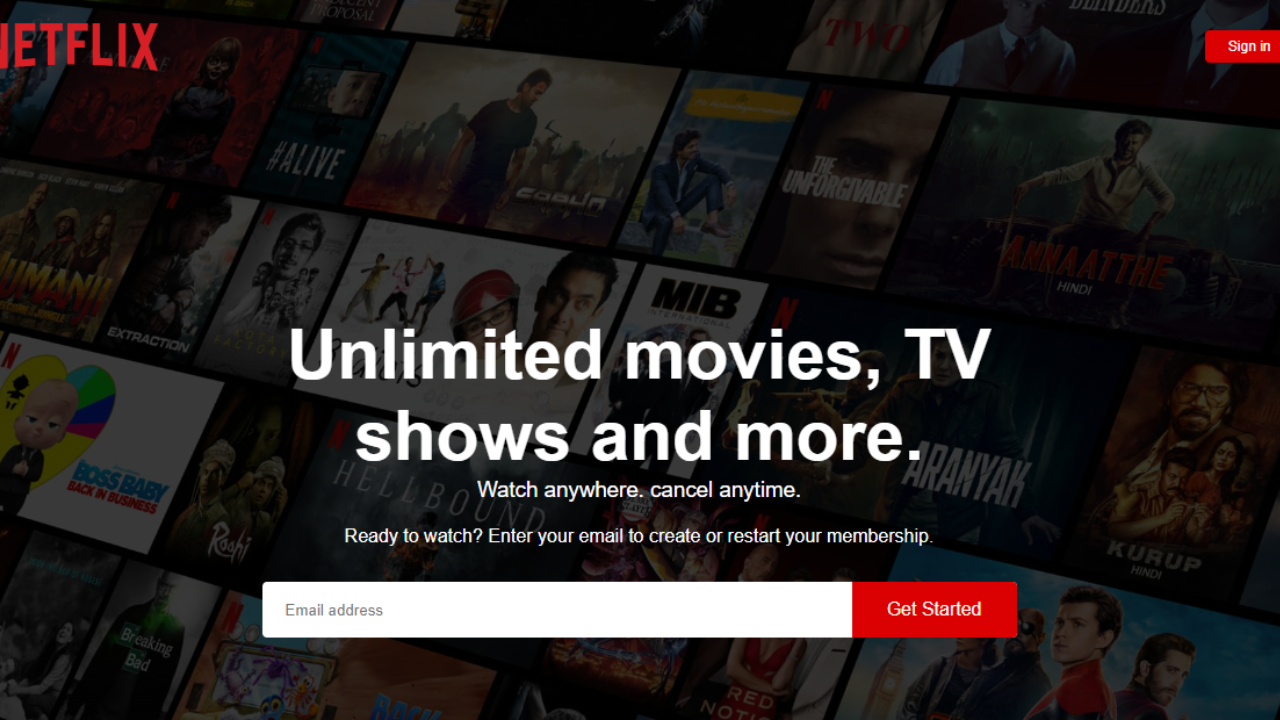 INDECENT
PROPOSAL
BLINDERS
NETFLIX
TWO
Sign in
#ALIVE
THE
UNFORGIVABLE
ANNAATTHE
HINDI
JUMANJI
EXTRACTION
MIB
INTERNATIONAL
Unlimited movies, TV
shows and more.
Watch anywhere. cancel anytime.
Ready to watch? Enter your email to create or restart your membership.
Email address
Get Started
BOSS BABY
BACK IN BUSINESS
HELLBOUND
ARANYAK
Roohi
KURUP
HINDI
Breaking
Bad
RED